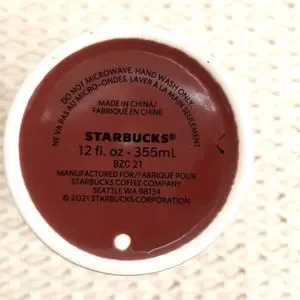 DO NOT MICROWAVE. HAND WASH ONLY
NE VA PAS AU MICRO-ONDES. LAVER À LA MAIN SEULEMENT
MADE IN CHINA/
FABRIQUÉ EN CHINE
STARBUCKS®
12 fl. oz - 355mL
BZC 21
MANUFACTURED FOR/FABRIQUÉ POUR
STARBUCKS COFFEE COMPANY
SEATTLE WA 98134
© 2021 STARBUCKS CORPORATION